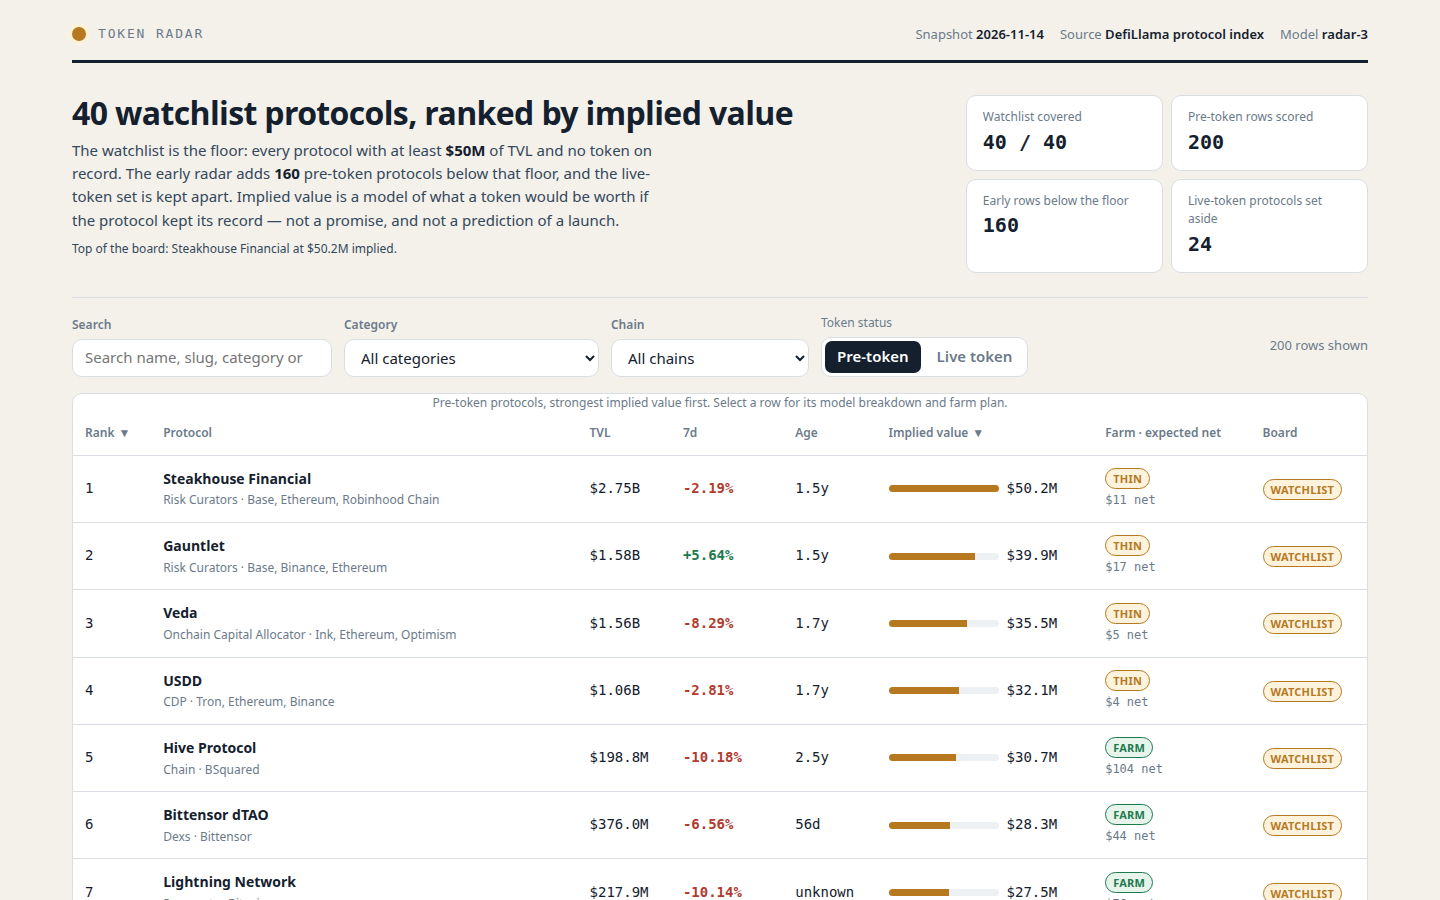 TOKEN RADAR
Snapshot 2026-11-14 Source DefiLlama protocol index Model radar-3
40 watchlist protocols, ranked by implied value
The watchlist is the floor: every protocol with at least $50M of TVL and no token on
record. The early radar adds 160 pre-token protocols below that floor, and the live-
token set is kept apart. Implied value is a model of what a token would be worth if
the protocol kept its record — not a promise, and not a prediction of a launch.
Top of the board: Steakhouse Financial at $50.2M implied.
Watchlist covered
40 / 40
Pre-token rows scored
200
Early rows below the floor
160
Live-token protocols set
aside
24
Search
Search name, slug, category or
Category
All categories
Chain
All chains
Token status
Pre-token Live token
200 rows shown
Pre-token protocols, strongest implied value first. Select a row for its model breakdown and farm plan.
Rank ▼ Protocol TVL 7d Age Implied value ▼ Farm · expected net Board
1 Steakhouse Financial $2.75B -2.19% 1.5y $50.2M THIN WATCHLIST
Risk Curators · Base, Ethereum, Robinhood Chain $11 net
2 Gauntlet $1.58B +5.64% 1.5y $39.9M THIN WATCHLIST
Risk Curators · Base, Binance, Ethereum $17 net
3 Veda $1.56B -8.29% 1.7y $35.5M THIN WATCHLIST
Onchain Capital Allocator · Ink, Ethereum, Optimism $5 net
4 USDD $1.06B -2.81% 1.7y $32.1M THIN WATCHLIST
CDP · Tron, Ethereum, Binance $4 net
5 Hive Protocol $198.8M -10.18% 2.5y $30.7M FARM WATCHLIST
Chain · BSquared $104 net
6 Bittensor dTAO $376.0M -6.56% 56d $28.3M FARM WATCHLIST
Dexs · Bittensor $44 net
7 Lightning Network $217.9M -10.14% unknown $27.5M FARM WATCHLIST